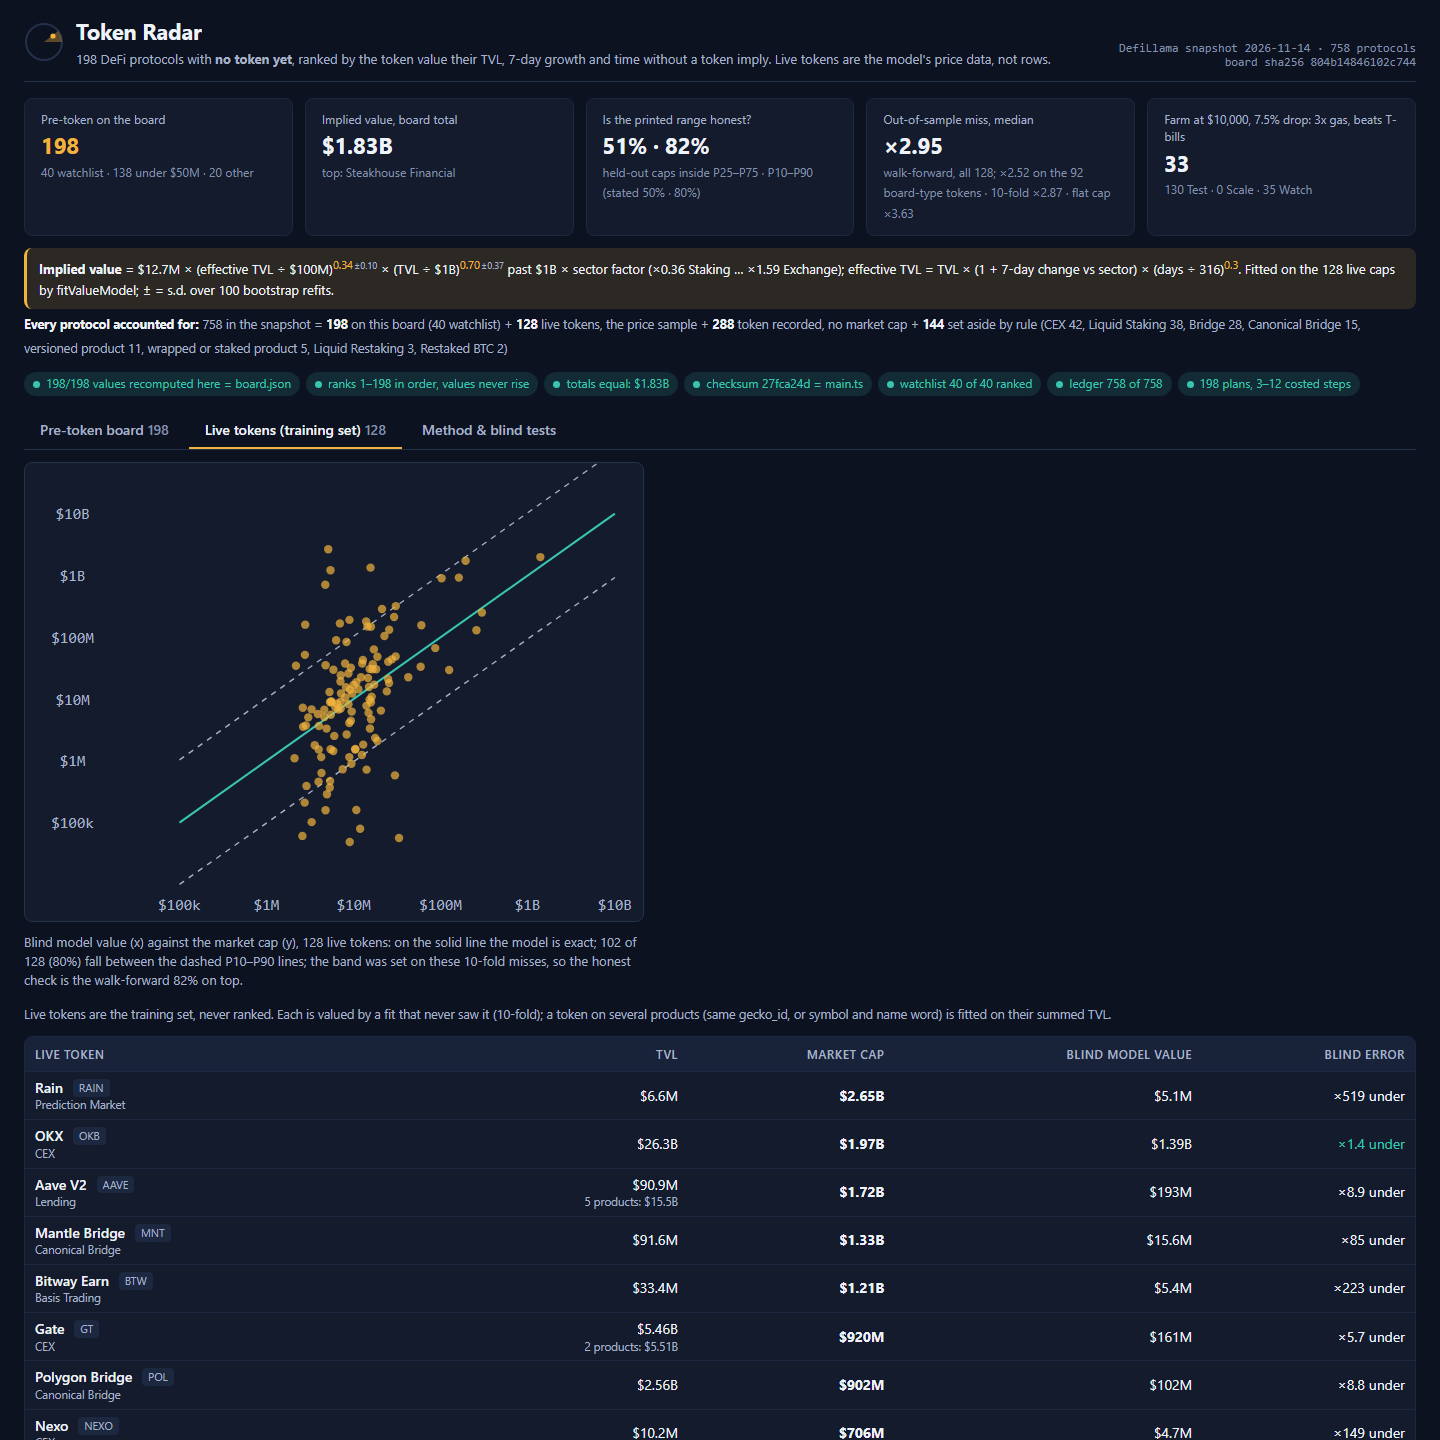 Token Radar
198 DeFi protocols with no token yet, ranked by the token value their TVL, 7-day growth and time without a token imply. Live tokens are the model's price data, not rows.
DefiLlama snapshot 2026-11-14 · 758 protocols
board sha256 804b14846102c744
Pre-token on the board
198
40 watchlist · 138 under $50M · 20 other
Implied value, board total
$1.83B
top: Steakhouse Financial
Is the printed range honest?
51% · 82%
held-out caps inside P25–P75 · P10–P90
(stated 50% · 80%)
Out-of-sample miss, median
×2.95
walk-forward, all 128; ×2.52 on the 92
board-type tokens · 10-fold ×2.87 · flat cap
×3.63
Farm at $10,000, 7.5% drop: 3x gas, beats T-
bills
33
130 Test · 0 Scale · 35 Watch
Implied value = $12.7M × (effective TVL ÷ $100M)0.34±0.10 × (TVL ÷ $1B)0.70±0.37 past $1B × sector factor (×0.36 Staking … ×1.59 Exchange); effective TVL = TVL × (1 + 7-day change vs sector) × (days ÷ 316)0.3. Fitted on the 128 live caps
by fitValueModel; ± = s.d. over 100 bootstrap refits.
Every protocol accounted for: 758 in the snapshot = 198 on this board (40 watchlist) + 128 live tokens, the price sample + 288 token recorded, no market cap + 144 set aside by rule (CEX 42, Liquid Staking 38, Bridge 28, Canonical Bridge 15,
versioned product 11, wrapped or staked product 5, Liquid Restaking 3, Restaked BTC 2)
198/198 values recomputed here = board.json
ranks 1–198 in order, values never rise
totals equal: $1.83B
checksum 27fca24d = main.ts
watchlist 40 of 40 ranked
ledger 758 of 758
198 plans, 3–12 costed steps
Pre-token board 198
Live tokens (training set) 128
Method & blind tests
$10B
$1B
$100M
$10M
$1M
$100k
$100k $1M $10M $100M $1B $10B
Blind model value (x) against the market cap (y), 128 live tokens: on the solid line the model is exact; 102 of
128 (80%) fall between the dashed P10–P90 lines; the band was set on these 10-fold misses, so the honest
check is the walk-forward 82% on top.
Live tokens are the training set, never ranked. Each is valued by a fit that never saw it (10-fold); a token on several products (same gecko_id, or symbol and name word) is fitted on their summed TVL.
LIVE TOKEN TVL MARKET CAP BLIND MODEL VALUE BLIND ERROR
Rain RAIN
Prediction Market
$6.6M $2.65B $5.1M ×519 under
OKX OKB
CEX
$26.3B $1.97B $1.39B ×1.4 under
Aave V2 AAVE
Lending
$90.9M
5 products: $15.5B
$1.72B $193M ×8.9 under
Mantle Bridge MNT
Canonical Bridge
$91.6M $1.33B $15.6M ×85 under
Bitway Earn BTW
Basis Trading
$33.4M $1.21B $5.4M ×223 under
Gate GT
CEX
$5.46B
2 products: $5.51B
$920M $161M ×5.7 under
Polygon Bridge POL
Canonical Bridge
$2.56B $902M $102M ×8.8 under
Nexo NEXO
CEX
$10.2M $706M $4.7M ×149 under